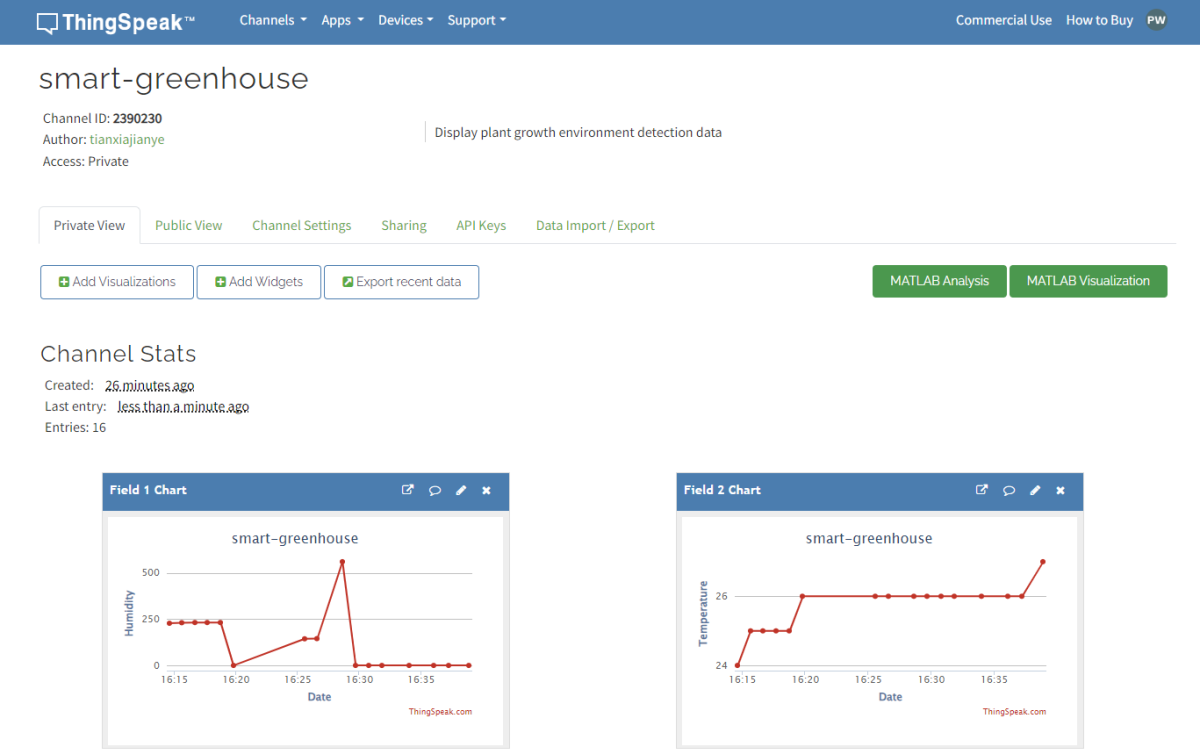 ThingSpeak™ Channels Apps Devices Support Commercial Use How to Buy PW
smart-greenhouse
Channel ID: 2390230
Author: tianxiajianye
Access: Private
Display plant growth environment detection data
Private View Public View Channel Settings Sharing API Keys Data Import / Export
Add Visualizations Add Widgets Export recent data MATLAB Analysis MATLAB Visualization
Channel Stats
Created: 26 minutes ago
Last entry: less than a minute ago
Entries: 16
Field 1 Chart
smart-greenhouse
Humidity
500
250
0
16:15 16:20 16:25 16:30 16:35
Date
ThingSpeak.com
Field 2 Chart
smart-greenhouse
Temperature
26
24
16:15 16:20 16:25 16:30 16:35
Date
ThingSpeak.com